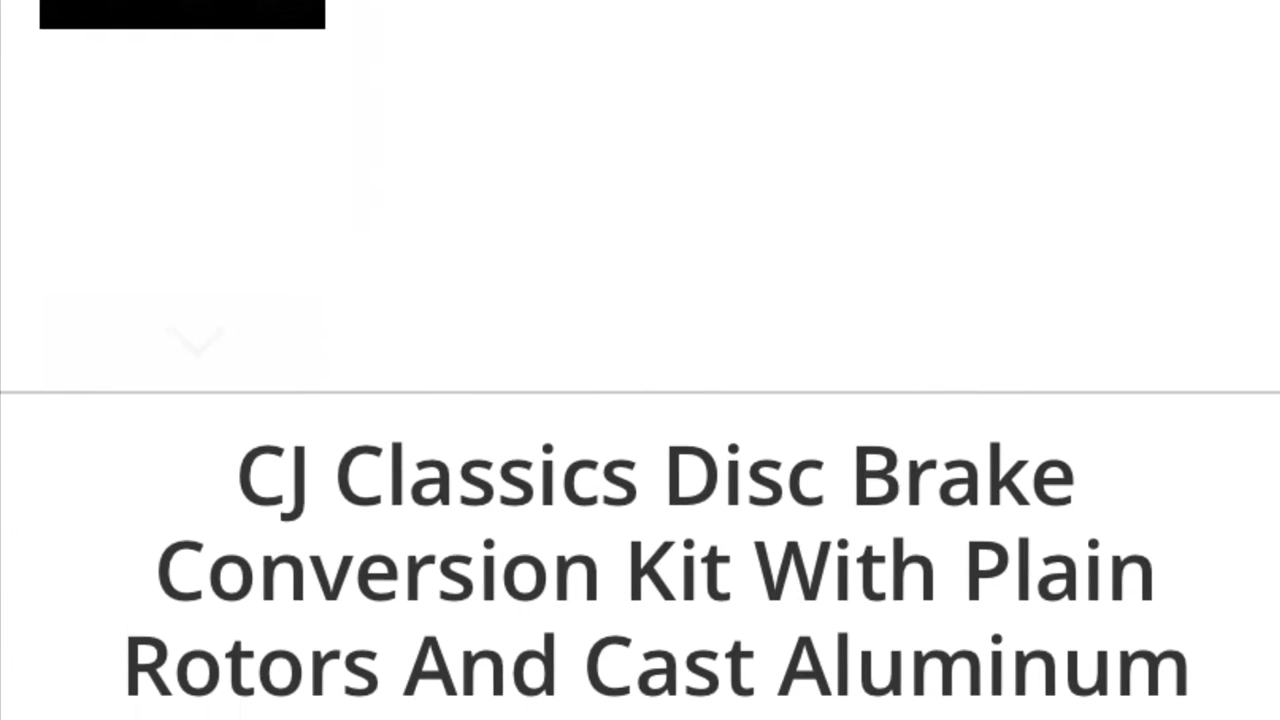 CJ Classics Disc Brake
Conversion Kit With Plain
Rotors And Cast Aluminum